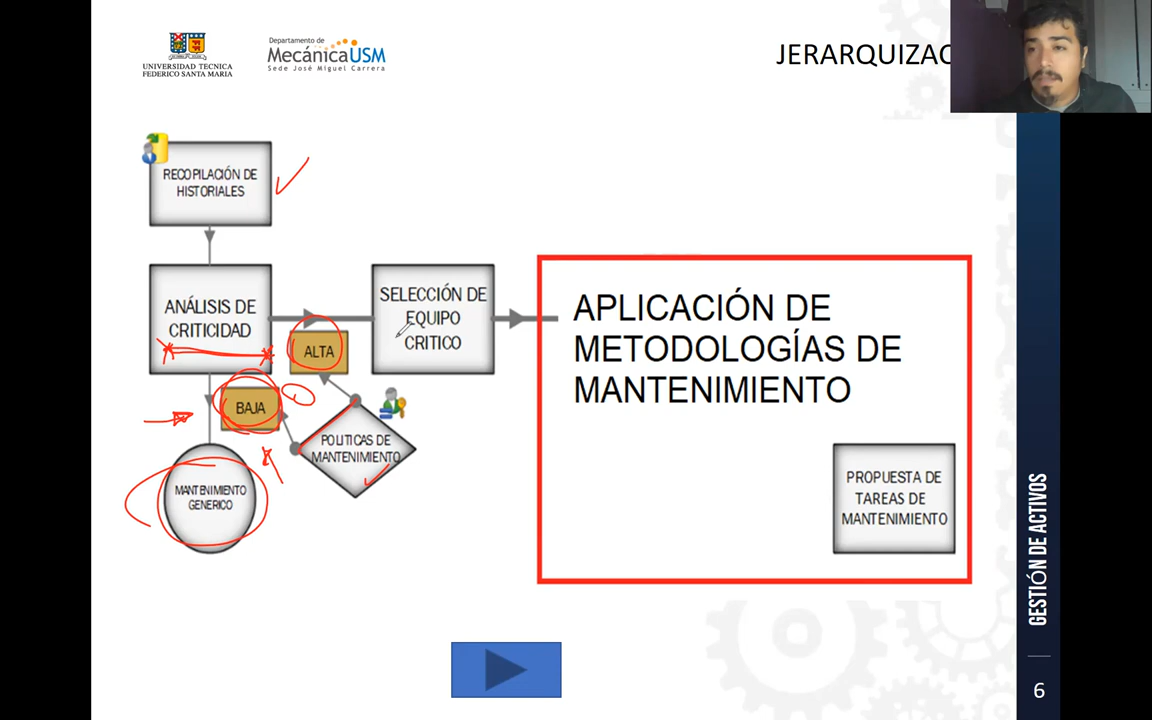 UNIVERSIDAD TECNICA
FEDERICO SANTA MARIA
Departamento de
MecánicaUSM
Sede José Miguel Carrera
JERARQUIZAC
RECOPILACIÓN DE
HISTORIALES
ANÁLISIS DE
CRITICIDAD
SELECCIÓN DE
EQUIPO
CRITICO
ALTA
BAJA
POLITICAS DE
MANTENIMIENTO
MANTENIMIENTO
GENERICO
APLICACIÓN DE
METODOLOGÍAS DE
MANTENIMIENTO
PROPUESTA DE
TAREAS DE
MANTENIMIENTO
GESTIÓN DE ACTIVOS
6